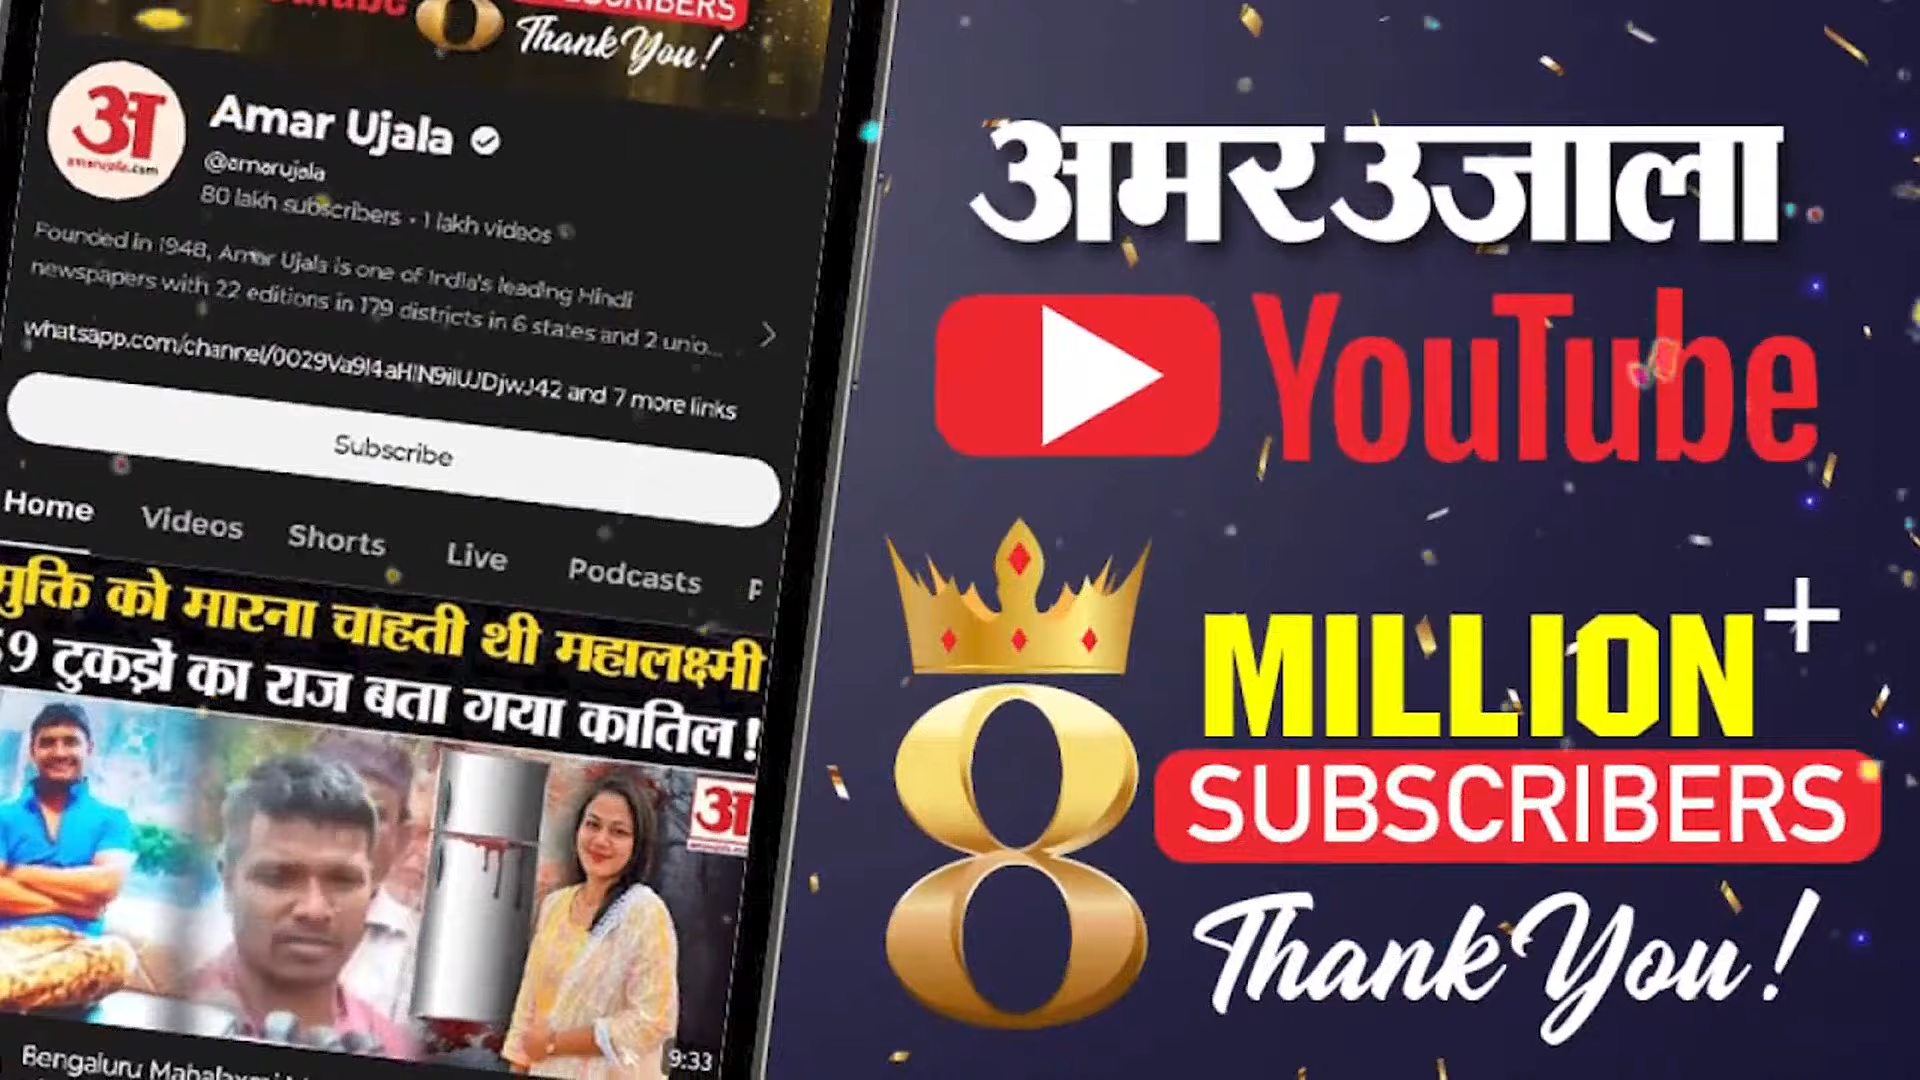 SUBSCRIBERS
Thank You!
अ
amarujala.com
Amar Ujala
@amarujala
80 lakh subscribers • 1 lakh videos
Founded in 1948, Amar Ujala is one of India's leading Hindi
newspapers with 22 editions in 179 districts in 6 states and 2 unio...
and 7 more links
Subscribe
Home Videos Shorts Live Podcasts P
मुक्ति को मारना चाहती थी महालक्ष्मी
59 टुकड़ों का राज बता गया कातिल!
अ
9:33
Bengaluru Mahalaxmi
अमर उजाला
YouTube
8 MILLION+
SUBSCRIBERS
Thank You!